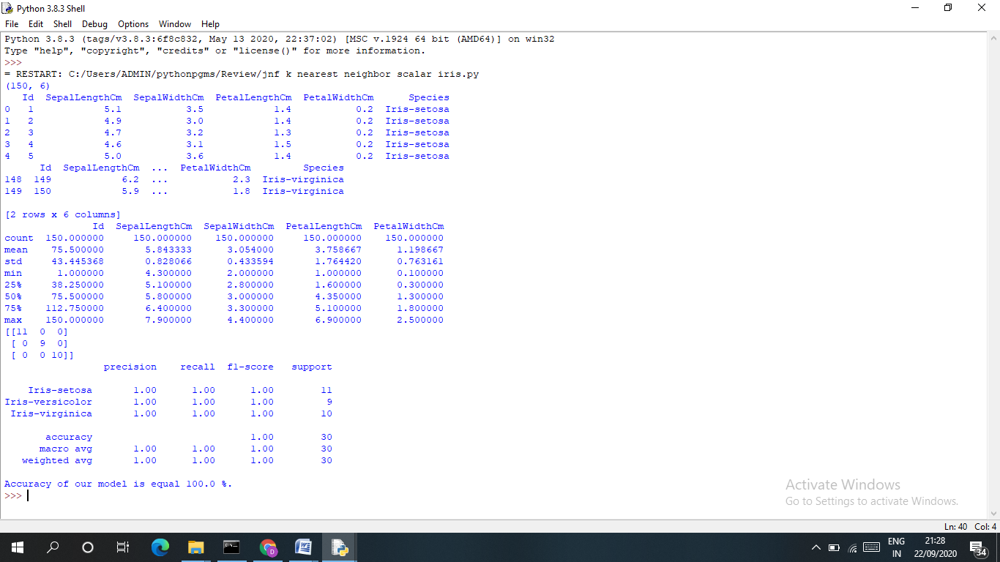 Python 3.8.3 Shell
File Edit Shell Debug Options Window Help
Python 3.8.3 (tags/v3.8.3:6f8c832, May 13 2020, 22:37:02) [MSC v.1924 64 bit (AMD64)] on win32
Type "help", "copyright", "credits" or "license()" for more information.
>>>
= RESTART: C:/Users/ADMIN/pythonpgms/Review/jnf k nearest neighbor scalar iris.py
(150, 6)
   Id  SepalLengthCm  SepalWidthCm  PetalLengthCm  PetalWidthCm      Species
0   1            5.1           3.5            1.4           0.2  Iris-setosa
1   2            4.9           3.0            1.4           0.2  Iris-setosa
2   3            4.7           3.2            1.3           0.2  Iris-setosa
3   4            4.6           3.1            1.5           0.2  Iris-setosa
4   5            5.0           3.6            1.4           0.2  Iris-setosa
      Id  SepalLengthCm  ...  PetalWidthCm         Species
148  149            6.2  ...           2.3  Iris-virginica
149  150            5.9  ...           1.8  Iris-virginica
[2 rows x 6 columns]
               Id  SepalLengthCm  SepalWidthCm  PetalLengthCm  PetalWidthCm
count  150.000000     150.000000    150.000000     150.000000    150.000000
mean    75.500000       5.843333      3.054000       3.758667      1.198667
std     43.445368       0.828066      0.433594       1.764420      0.763161
min      1.000000       4.300000      2.000000       1.000000      0.100000
25%     38.250000       5.100000      2.800000       1.600000      0.300000
50%     75.500000       5.800000      3.000000       4.350000      1.300000
75%    112.750000       6.400000      3.300000       5.100000      1.800000
max    150.000000       7.900000      4.400000       6.900000      2.500000
[[11  0  0]
 [ 0  9  0]
 [ 0  0 10]]
                 precision    recall  f1-score   support
    Iris-setosa       1.00      1.00      1.00        11
Iris-versicolor       1.00      1.00      1.00         9
 Iris-virginica       1.00      1.00      1.00        10
       accuracy                           1.00        30
      macro avg       1.00      1.00      1.00        30
   weighted avg       1.00      1.00      1.00        30
Accuracy of our model is equal 100.0 %.
>>>
Activate Windows
Go to Settings to activate Windows.
Ln: 40 Col: 4
ENG
IN
21:28
22/09/2020
34